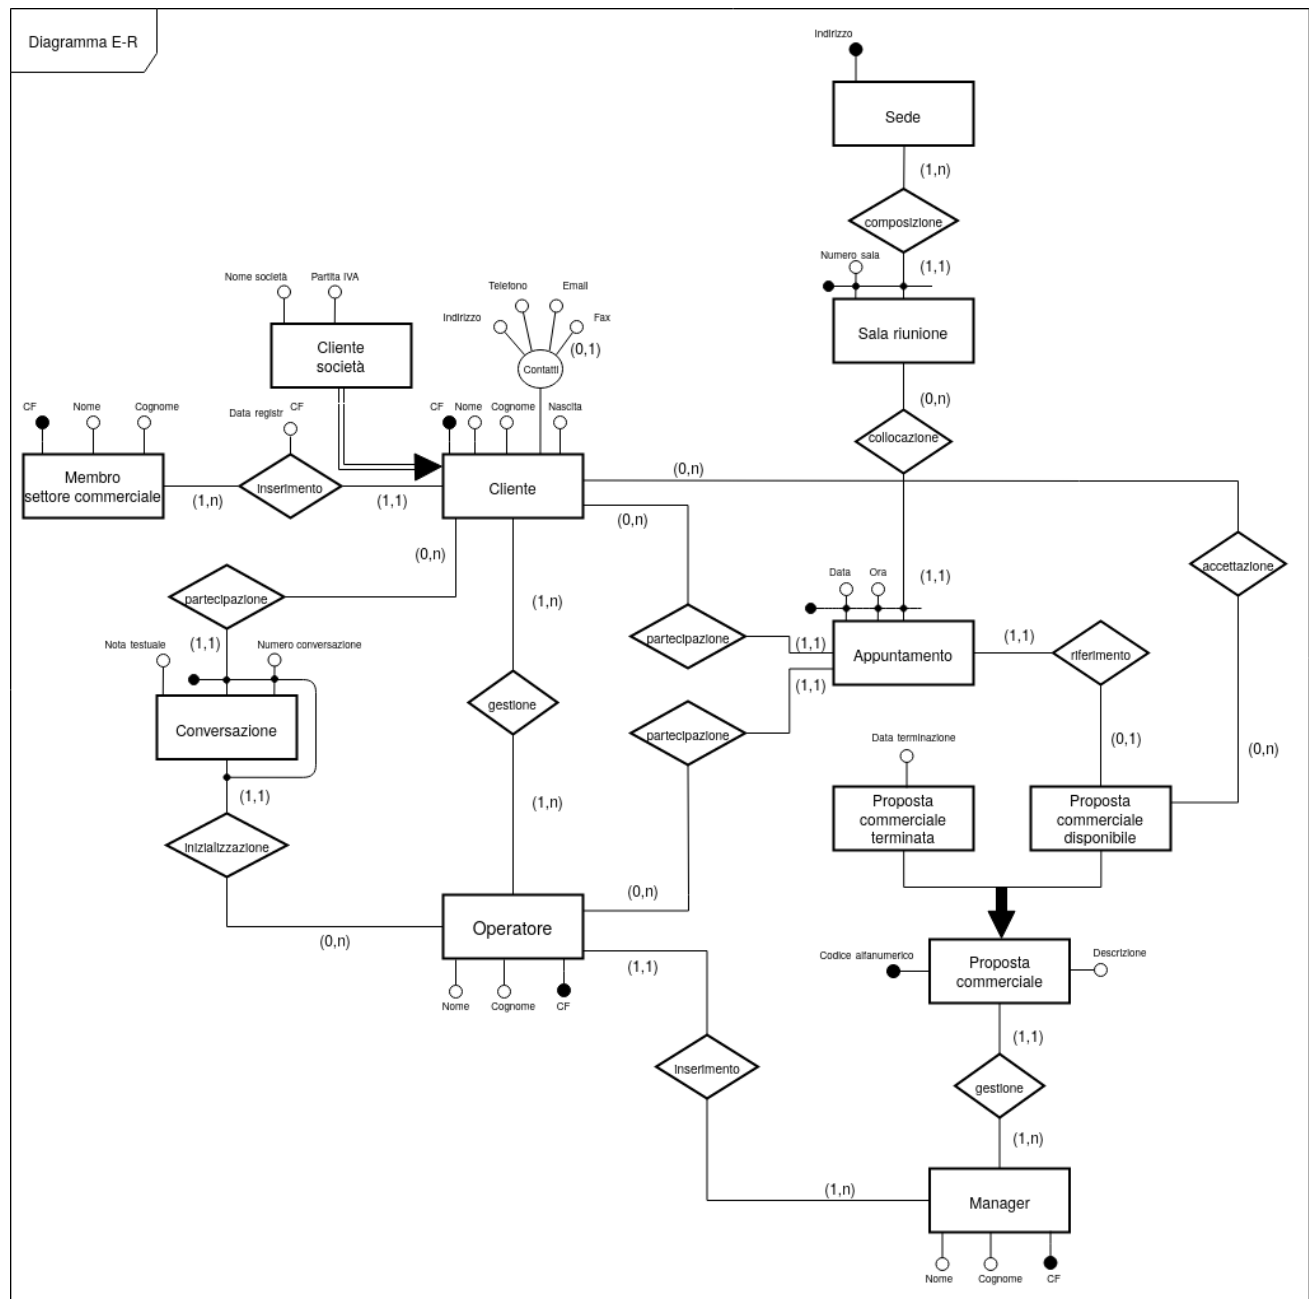 Diagramma E-R
Indirizzo
Sede
(1,n)
composizione
Numero sala
(1,1)
Sala riunione
(0,n)
collocazione
Nome società
Partita IVA
Cliente
società
Telefono
Email
Indirizzo
Fax
(0,1)
Contatti
CF
Nome
Cognome
Data registr
CF
CF
Nome
Cognome
Nascita
Membro
settore commerciale
(1,n)
Inserimento
(1,1)
Cliente
(0,n)
(0,n)
(0,n)
accettazione
partecipazione
(1,1)
Nota testuale
Numero conversazione
Conversazione
(1,1)
inizializzazione
(0,n)
(1,n)
gestione
(1,n)
partecipazione
(1,1)
(1,1)
partecipazione
(0,n)
Data
Ora
(1,1)
Appuntamento
(1,1)
riferimento
(0,1)
(0,n)
Data terminazione
Proposta
commerciale
terminata
Proposta
commerciale
disponibile
Operatore
Nome
Cognome
CF
(1,1)
Inserimento
(1,n)
Codice alfanumerico
Proposta
commerciale
Descrizione
(1,1)
gestione
(1,n)
Manager
Nome
Cognome
CF